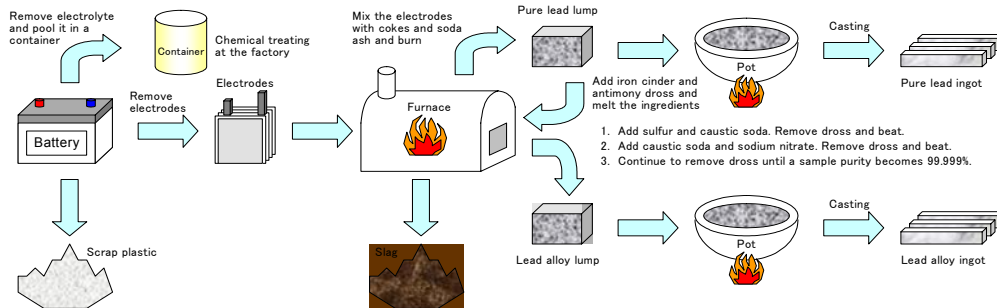 Remove electrolyte
and pool it in a
container
Container
Chemical treating
at the factory
Mix the electrodes
with cokes and soda
ash and burn
Pure lead lump
Pot
Casting
Pure lead ingot
Battery
Remove
electrodes
Electrodes
Furnace
Add iron cinder and
antimony dross and
melt the ingredients
1. Add sulfur and caustic soda. Remove dross and beat.
2. Add caustic soda and sodium nitrate. Remove dross and beat.
3. Continue to remove dross until a sample purity becomes 99.999%.
Scrap plastic
Slag
Lead alloy lump
Pot
Casting
Lead alloy ingot